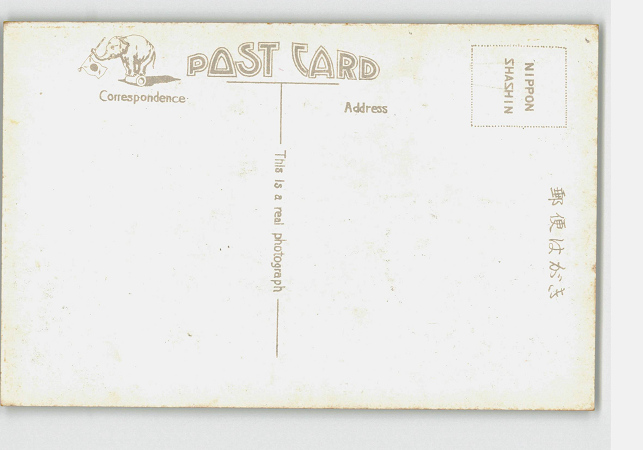 POST CARD
Correspondence
Address
NIPPON
SHASHIN
This is a real photograph
郵便はがき